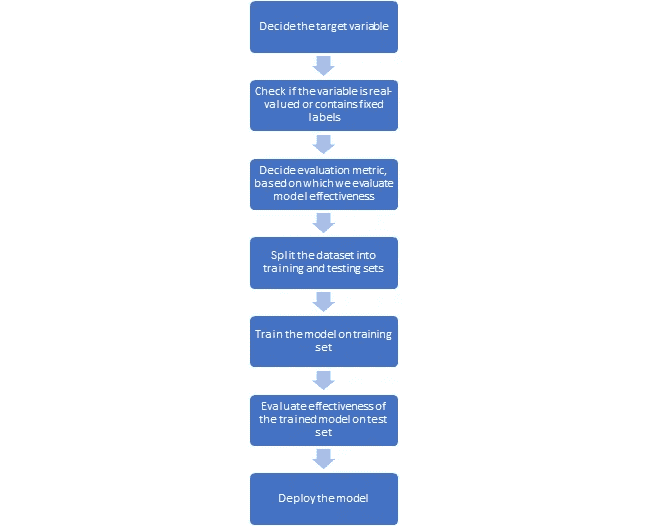 Decide the target variable
Check if the variable is real-
valued or contains fixed
labels
Decide evaluation metric,
based on which we evaluate
model effectiveness
Split the dataset into
training and testing sets
Train the model on training
set
Evaluate effectiveness of
the trained model on test
set
Deploy the model